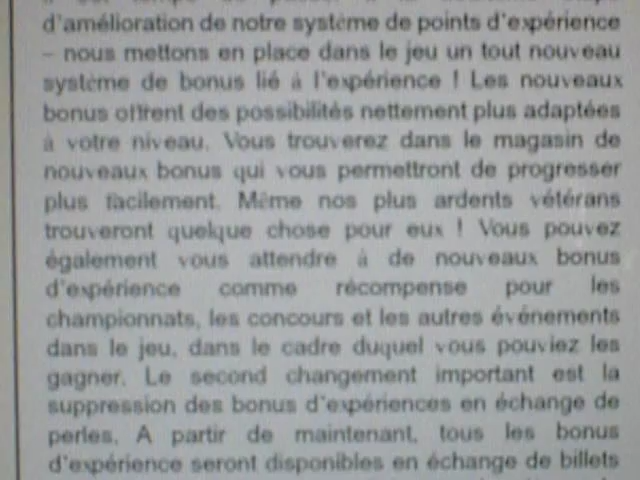 d'amélioration de notre système de points d'expérience
– nous mettons en place dans le jeu un tout nouveau
système de bonus lié à l'expérience ! Les nouveaux
bonus offrent des possibilités nettement plus adaptées
à votre niveau. Vous trouverez dans le magasin de
nouveaux bonus qui vous permettront de progresser
plus facilement. Même nos plus ardents vétérans
trouveront quelque chose pour eux ! Vous pouvez
également vous attendre à de nouveaux bonus
d'expérience comme récompense pour les
championnats, les concours et les autres événements
dans le jeu, dans le cadre duquel vous pouviez les
gagner. Le second changement important est la
suppression des bonus d'expériences en échange de
perles. A partir de maintenant, tous les bonus
d'expérience seront disponibles en échange de billets